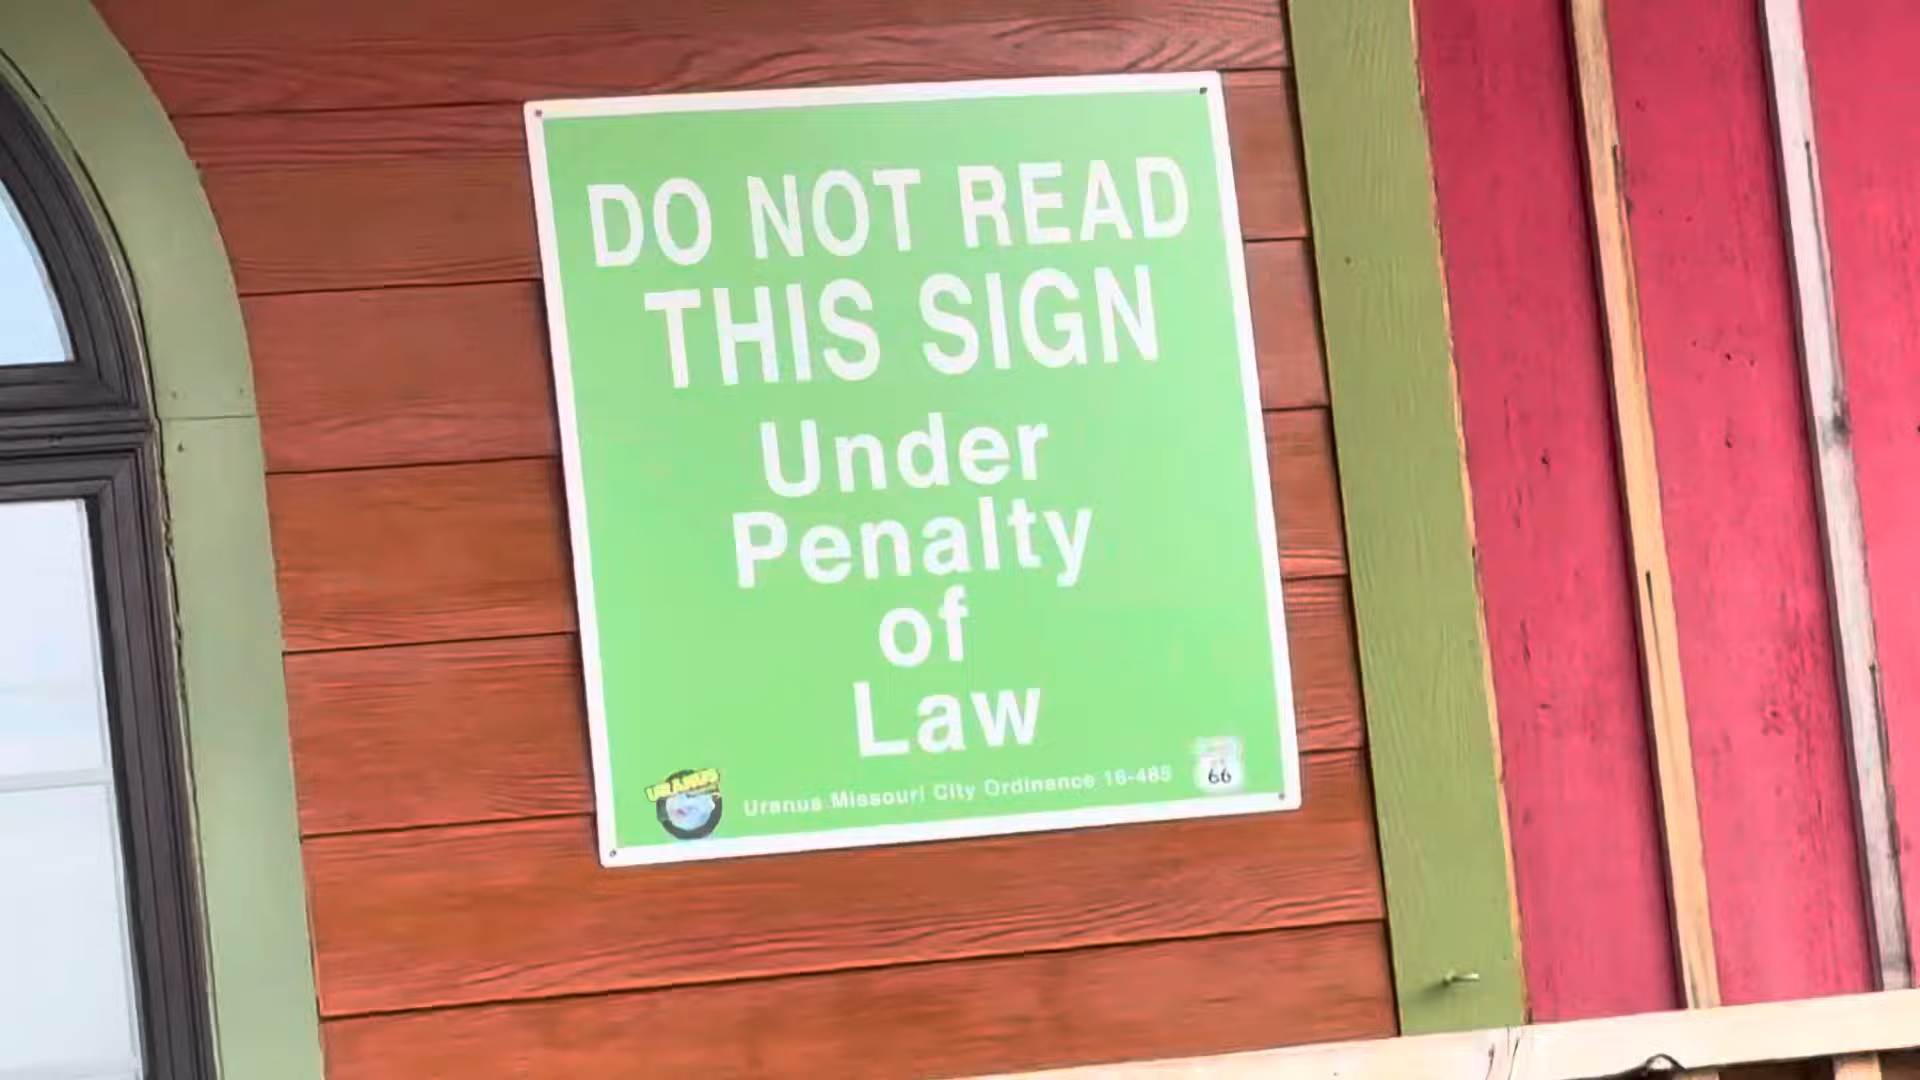 DO NOT READ
THIS SIGN
Under
Penalty
of
Law
URANUS
Uranus Missouri City Ordinance 16-485
66